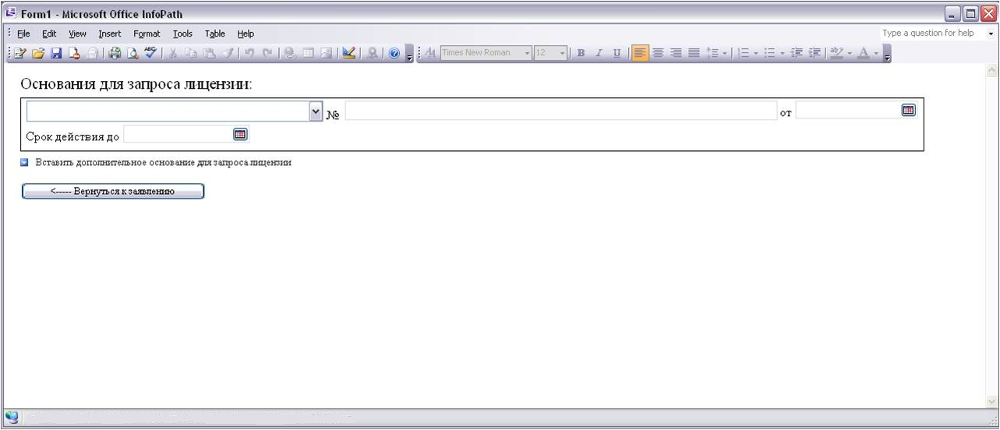 Form1 - Microsoft Office InfoPath
File Edit View Insert Format Tools Table Help Type a question for help
Times New Roman 12 B I U
Основания для запроса лицензии:
№ от
Срок действия до
Вставить дополнительное основание для запроса лицензии
<----- Вернуться к заявлению